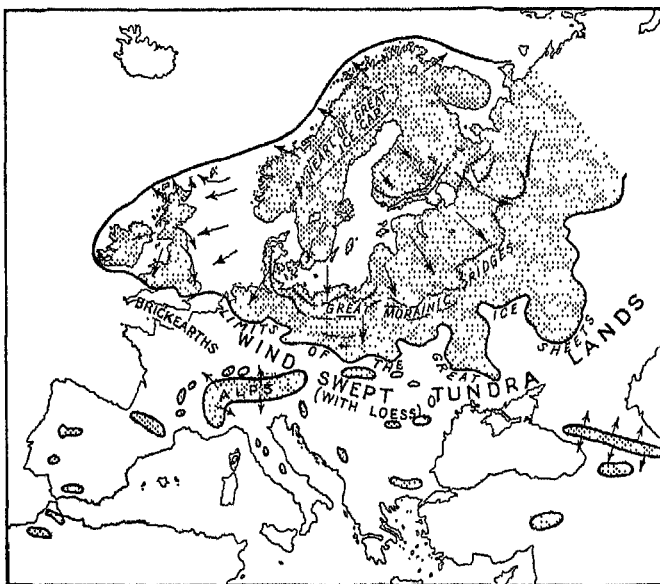 HEART OF GREAT
ICE CAP
GREAT MORAINIC RIDGES
BRICKEARTHS
LIMITS OF THE GREAT ICE SHEETS
WIND SWEPT TUNDRA LANDS
(WITH LOESS)
ALPS